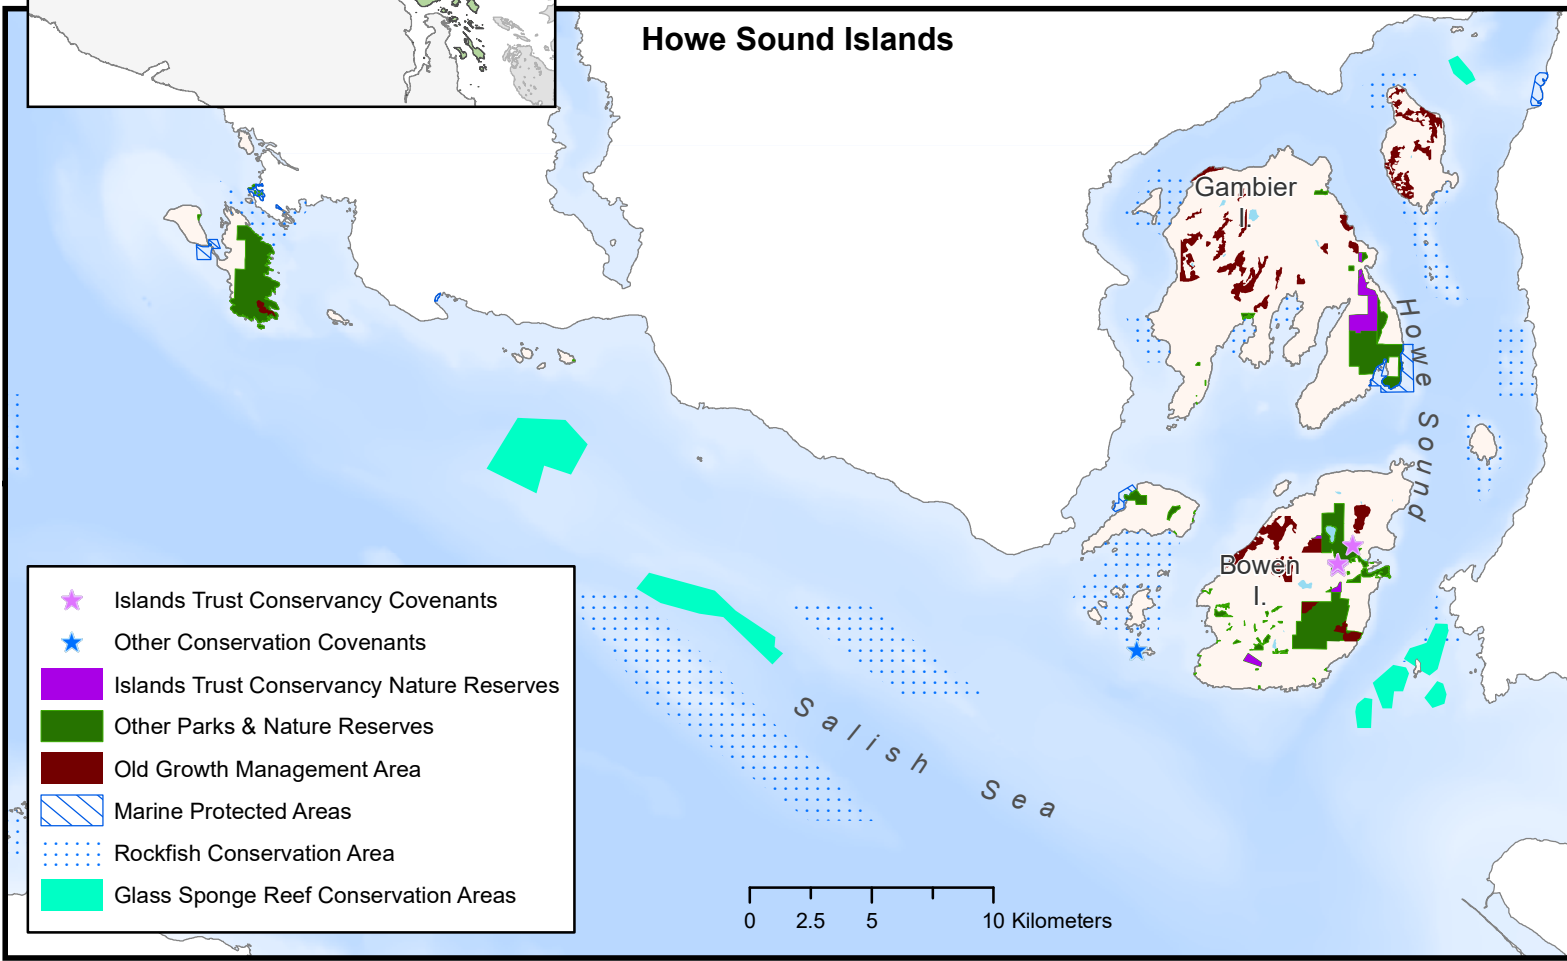 Howe Sound Islands
Gambier
I.
Howe Sound
Bowen
I.
Salish Sea
Islands Trust Conservancy Covenants
Other Conservation Covenants
Islands Trust Conservancy Nature Reserves
Other Parks & Nature Reserves
Old Growth Management Area
Marine Protected Areas
Rockfish Conservation Area
Glass Sponge Reef Conservation Areas
0 2.5 5 10 Kilometers